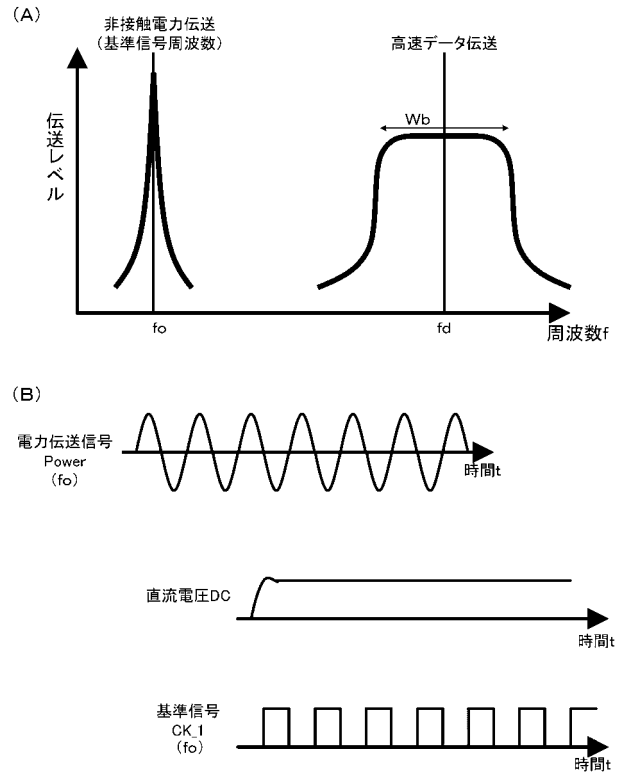 (A)
非接触電力伝送
(基準信号周波数)
高速データ伝送
Wb
伝送レベル
fo
fd
周波数f
(B)
電力伝送信号
Power
(fo)
時間t
直流電圧DC
時間t
基準信号
CK_1
(fo)
時間t